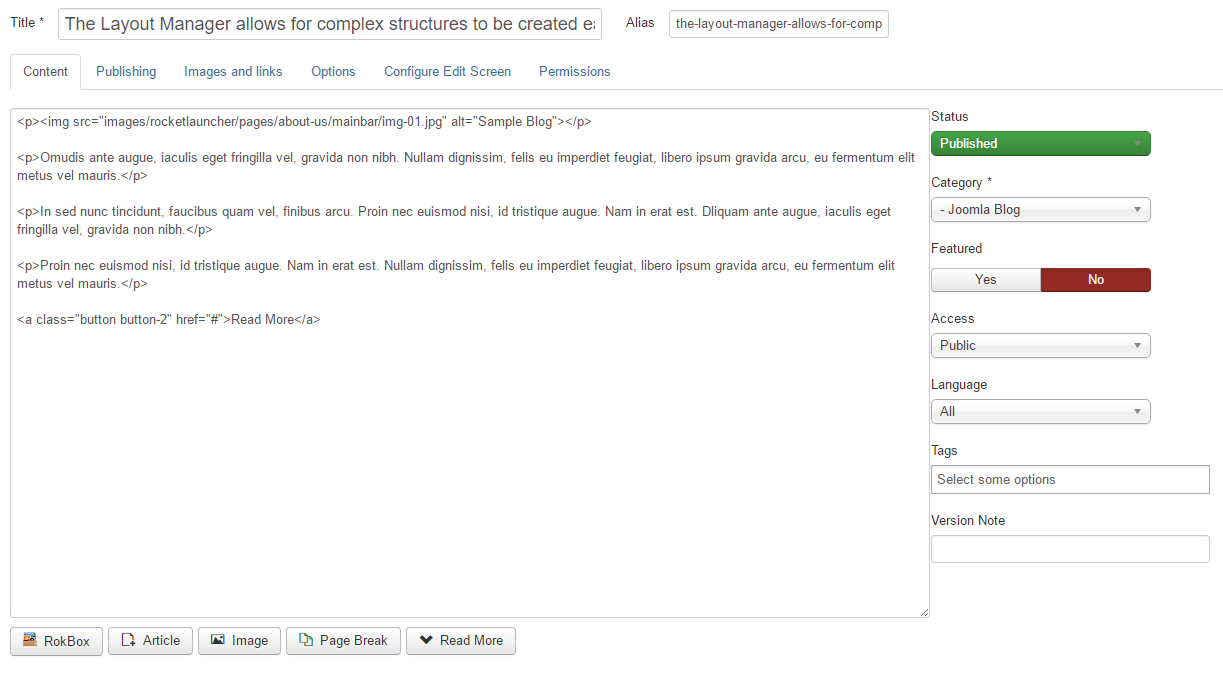 Title * The Layout Manager allows for complex structures to be created ea Alias the-layout-manager-allows-for-comp
Content Publishing Images and links Options Configure Edit Screen Permissions
<p><img src="images/rocketlauncher/pages/about-us/mainbar/img-01.jpg" alt="Sample Blog"></p>
<p>Omudis ante augue, iaculis eget fringilla vel, gravida non nibh. Nullam dignissim, felis eu imperdiet feugiat, libero ipsum gravida arcu, eu fermentum elit
metus vel mauris.</p>
<p>In sed nunc tincidunt, faucibus quam vel, finibus arcu. Proin nec euismod nisi, id tristique augue. Nam in erat est. Dliquam ante augue, iaculis eget
fringilla vel, gravida non nibh.</p>
<p>Proin nec euismod nisi, id tristique augue. Nam in erat est. Nullam dignissim, felis eu imperdiet feugiat, libero ipsum gravida arcu, eu fermentum elit
metus vel mauris.</p>
<a class="button button-2" href="#">Read More</a>
Status
Published
Category *
- Joomla Blog
Featured
Yes No
Access
Public
Language
All
Tags
Select some options
Version Note
RokBox Article Image Page Break Read More